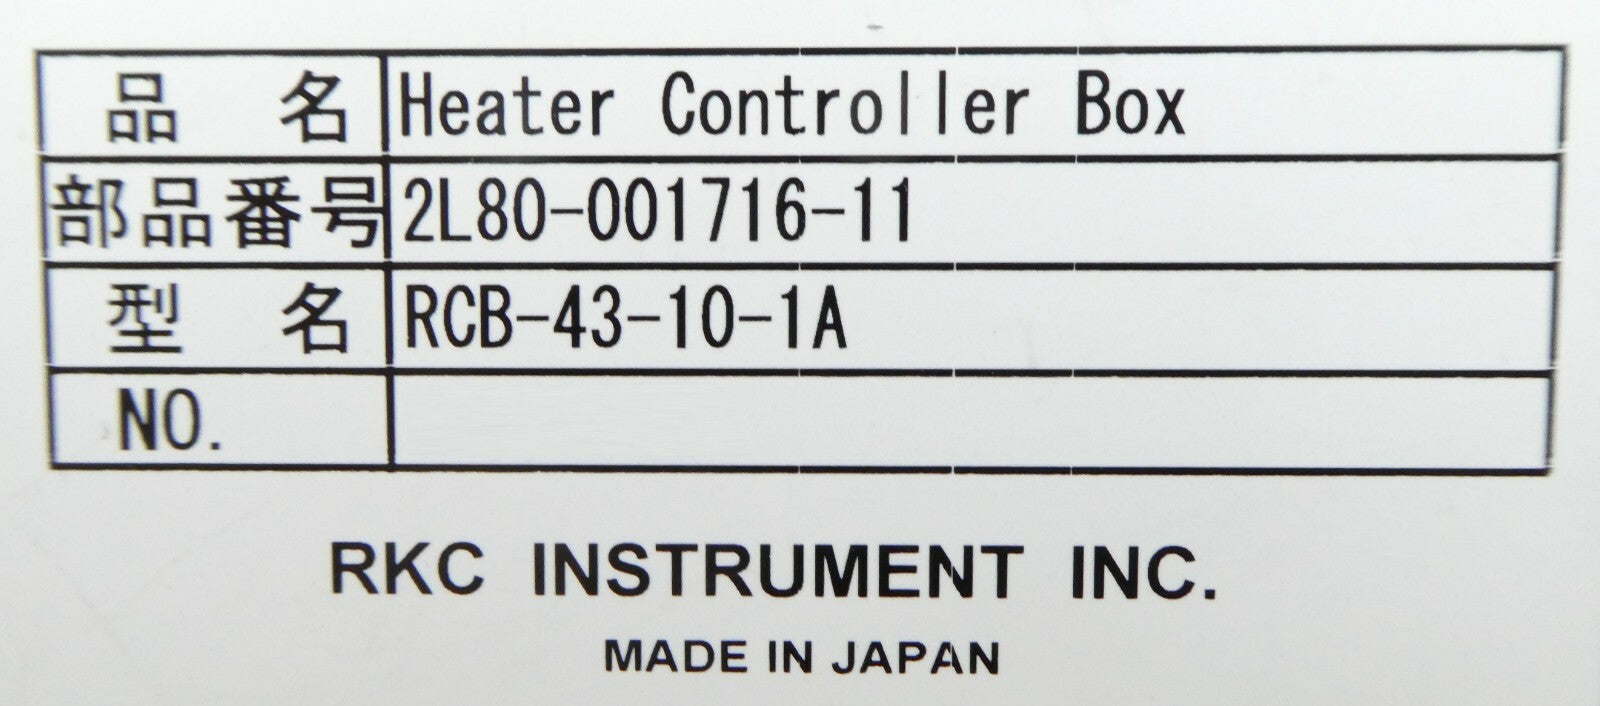 品 名 Heater Controller Box
部品番号 2L80-001716-11
型 名 RCB-43-10-1A
NO.
RKC INSTRUMENT INC.
MADE IN JAPAN